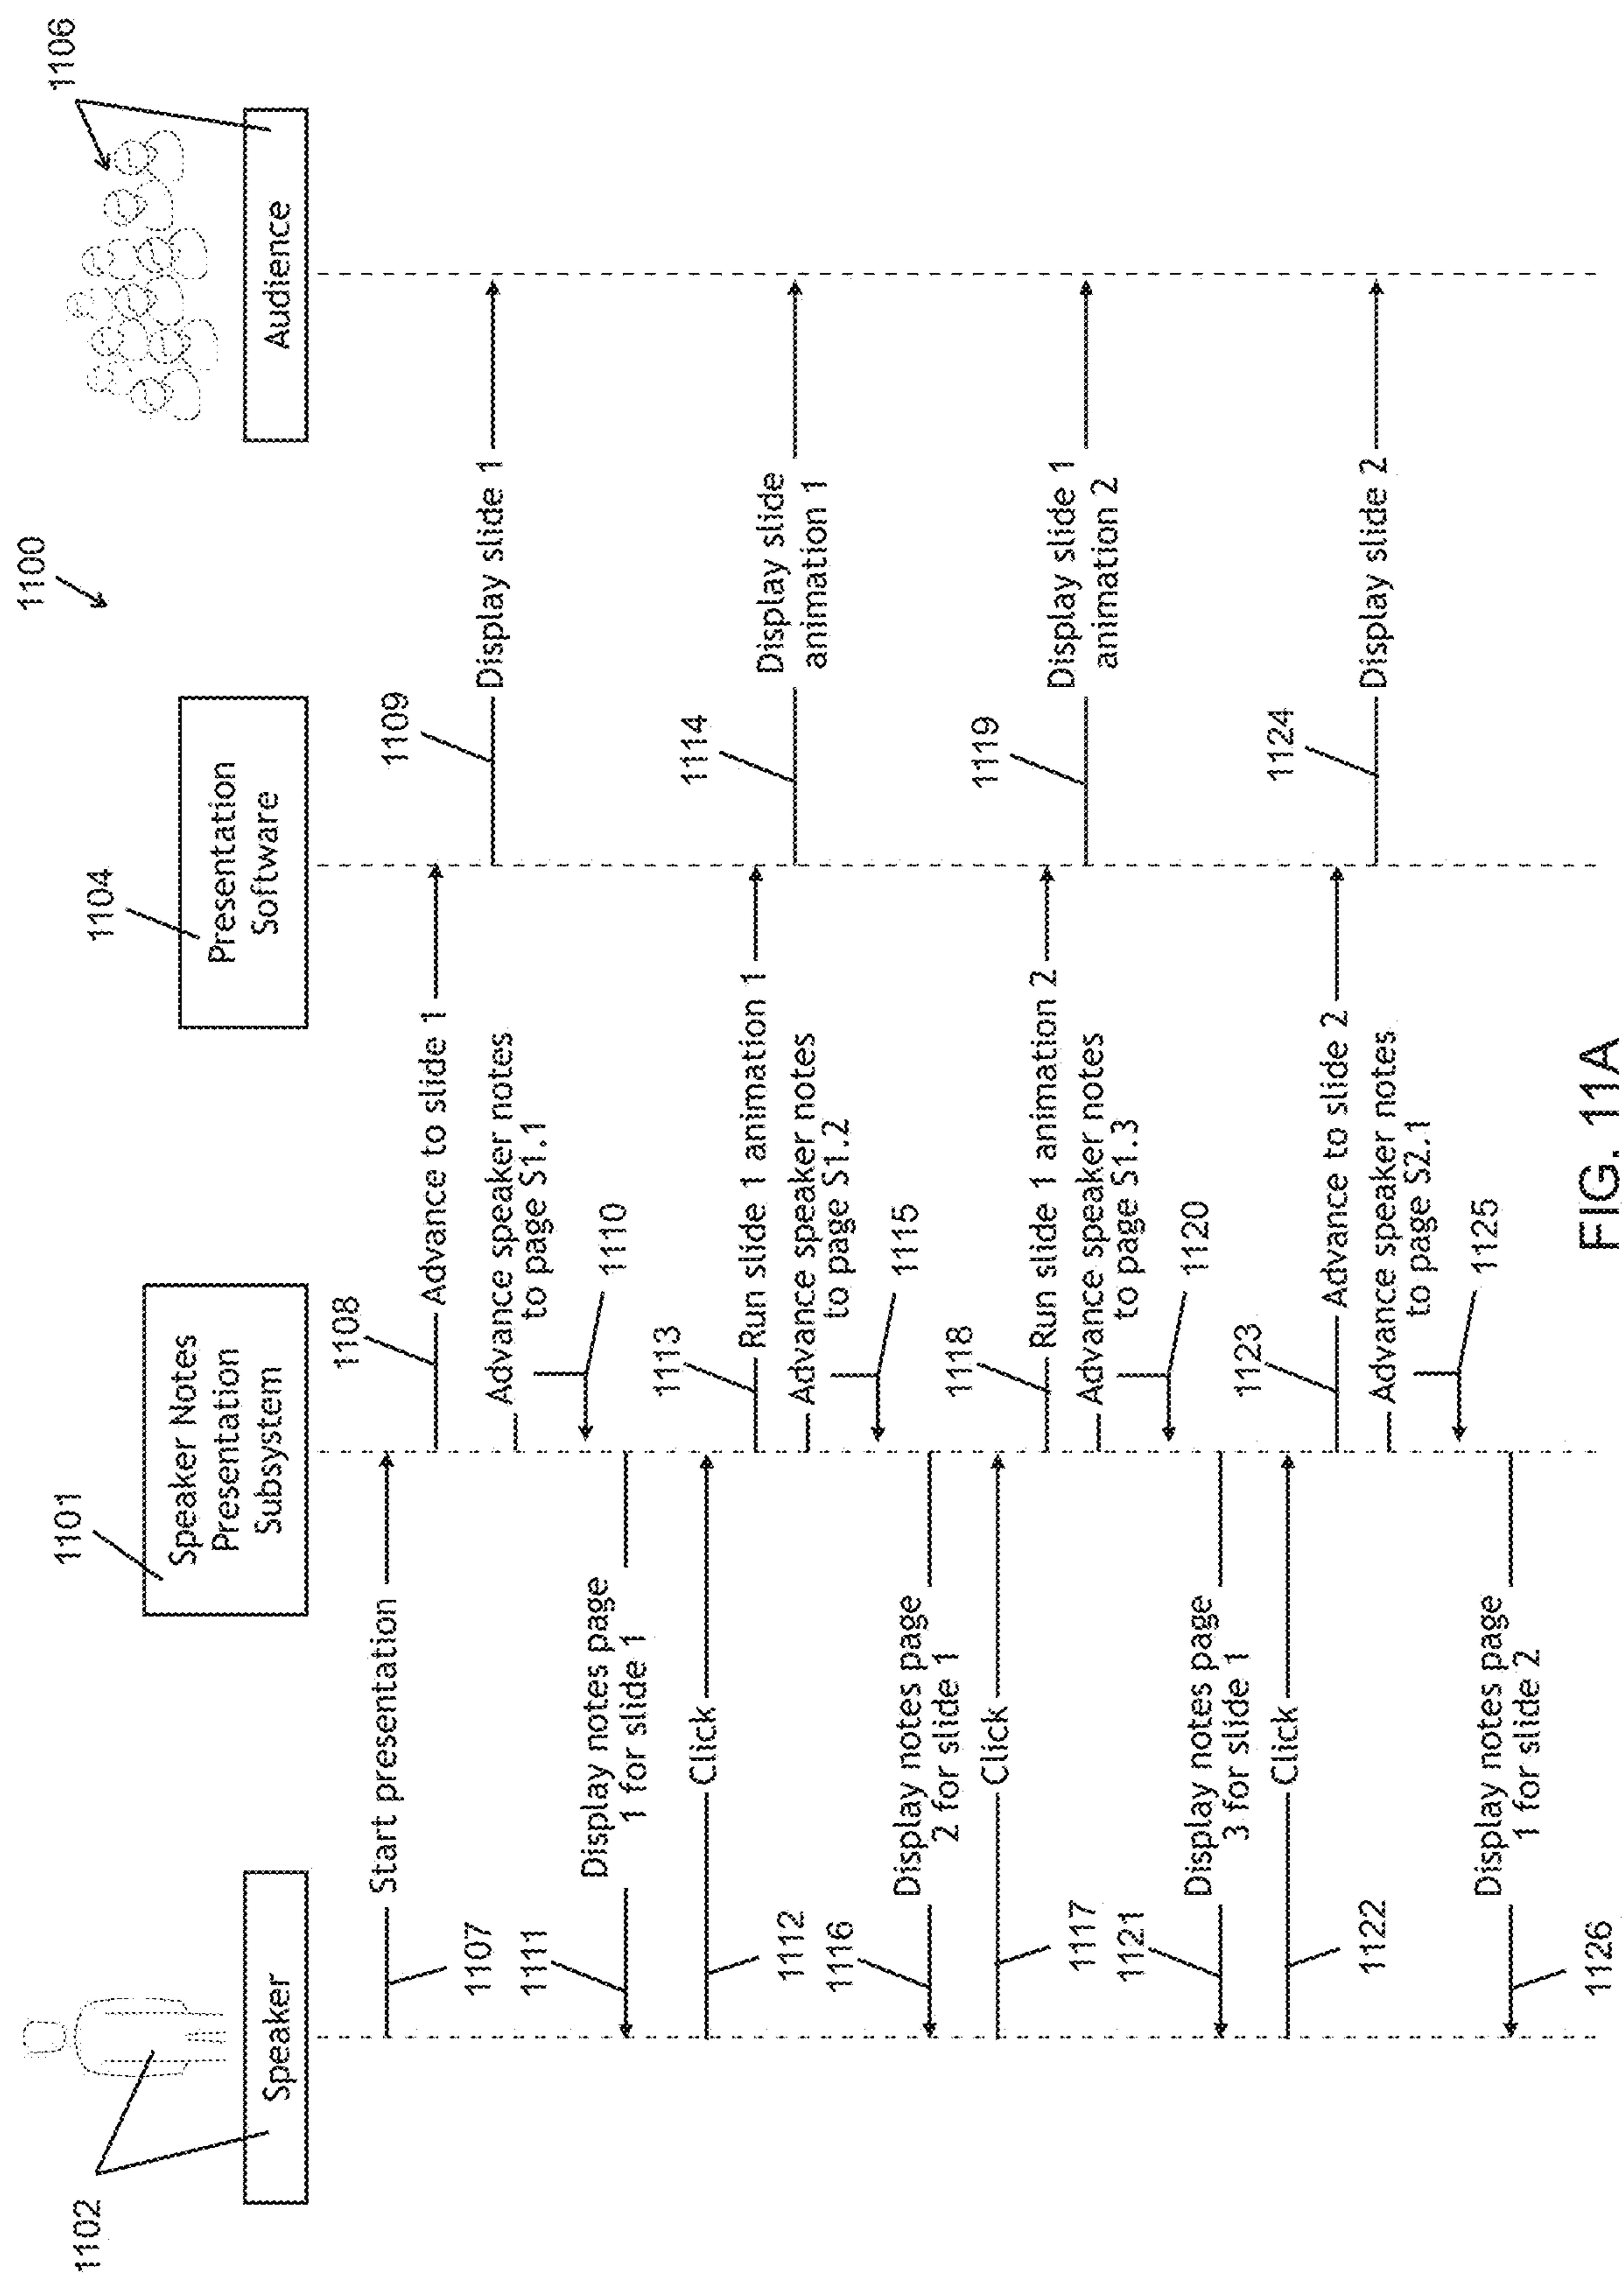 1100
1102
1101
1104
1106
Speaker
Speaker Notes
Presentation
Subsystem
Presentation
Software
Audience
Start presentation
1107
1108
Advance to slide 1
1109
Display slide 1
Advance speaker notes
to page S1.1
1110
1111
Display notes page
1 for slide 1
Click
1112
1113
Run slide 1 animation 1
1114
Display slide
animation 1
Advance speaker notes
to page S1.2
1115
1116
Display notes page
2 for slide 1
Click
1117
1118
Run slide 1 animation 2
1119
Display slide 1
animation 2
Advance speaker notes
to page S1.3
1120
1121
Display notes page
3 for slide 1
Click
1122
1123
Advance to slide 2
1124
Display slide 2
Advance speaker notes
to page S2.1
1125
Display notes page
1 for slide 2
1126
FIG. 11A